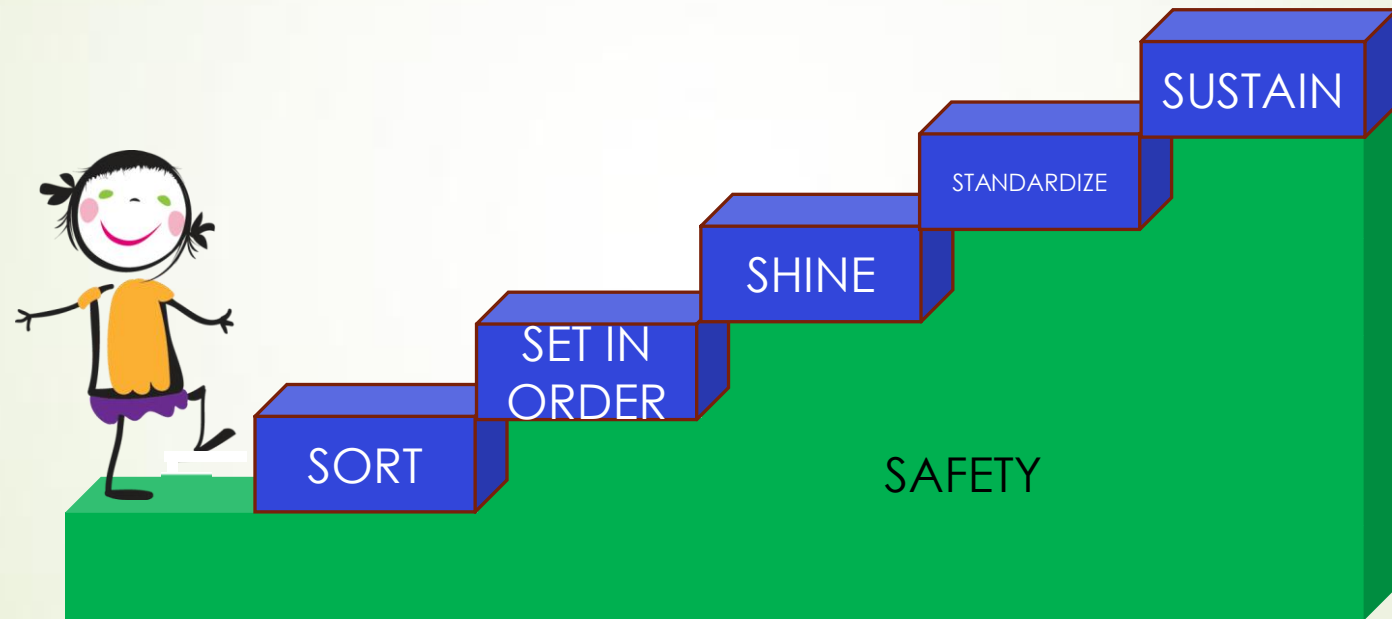 SUSTAIN
STANDARDIZE
SHINE
SET IN
ORDER
SORT
SAFETY